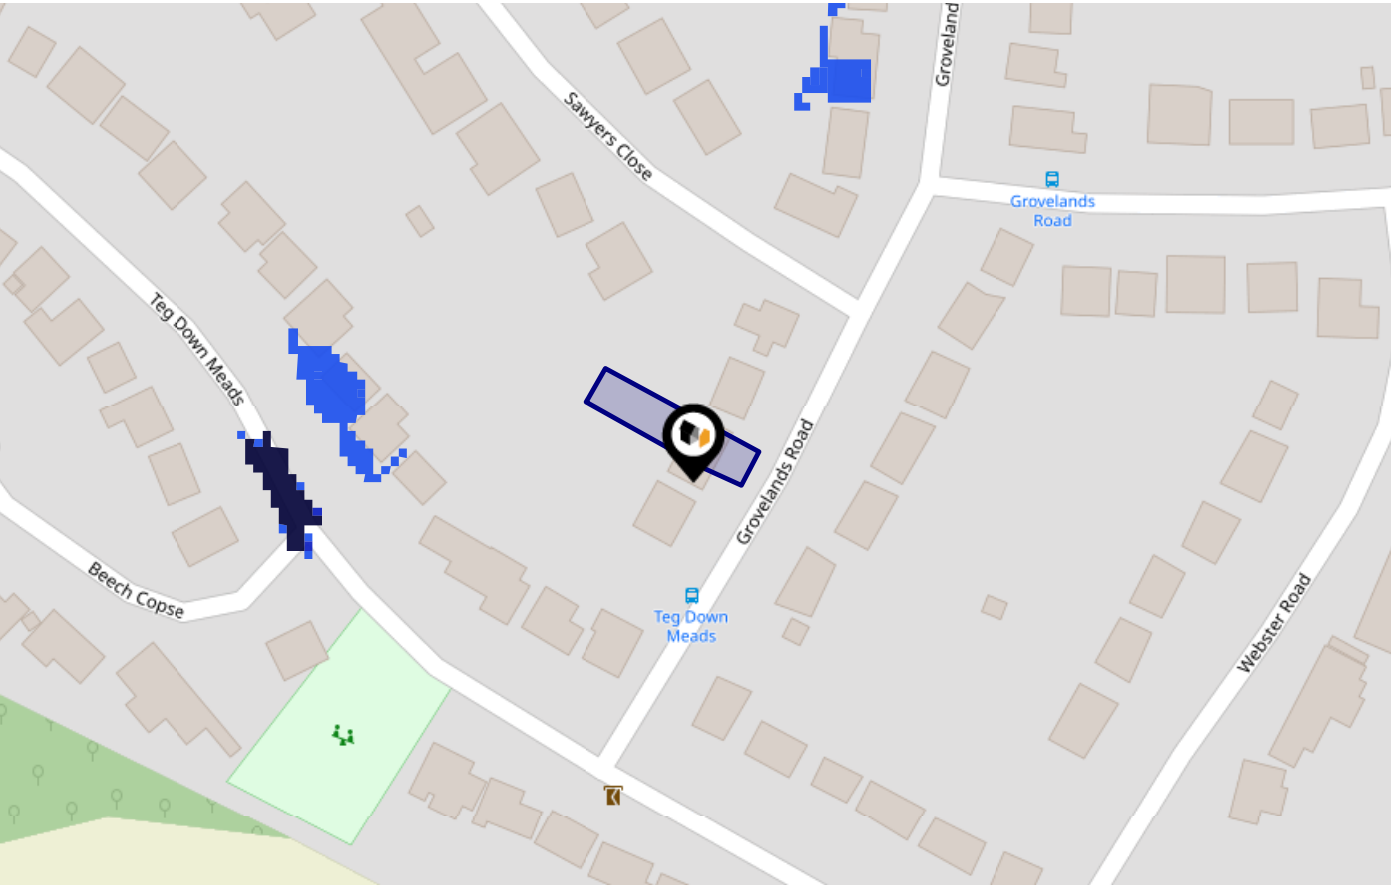 Groveland
Sawyers Close
Grovelands
Road
Teg Down Meads
Grovelands Road
Beech Copse
Teg Down
Meads
Webster Road